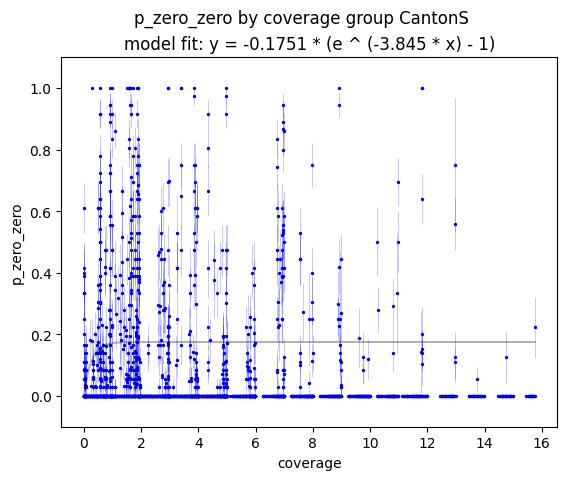 p_zero_zero by coverage group CantonS
model fit: y = -0.1751 * (e ^ (-3.845 * x) - 1)
1.0
0.8
0.6
0.4
0.2
0.0
p_zero_zero
0 2 4 6 8 10 12 14 16
coverage